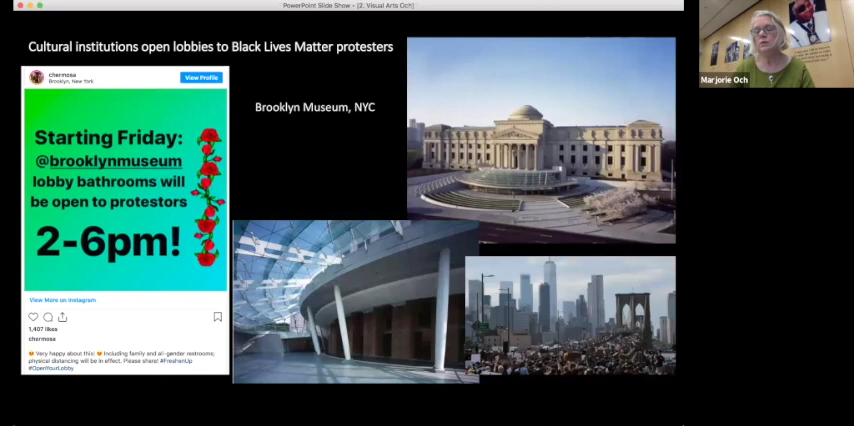 PowerPoint Slide Show - [2. Visual Arts Och]
Cultural institutions open lobbies to Black Lives Matter protesters
chermosa
Brooklyn, New York
View Profile
Starting Friday:
@brooklynmuseum
lobby bathrooms will
be open to protestors
2-6pm!
View More on Instagram
1,407 likes
chermosa
Very happy about this! Including family and all-gender restrooms;
physical distancing will be in effect. Please share! #FreshenUp
#OpenYourLobby
Brooklyn Museum, NYC
Marjorie Och